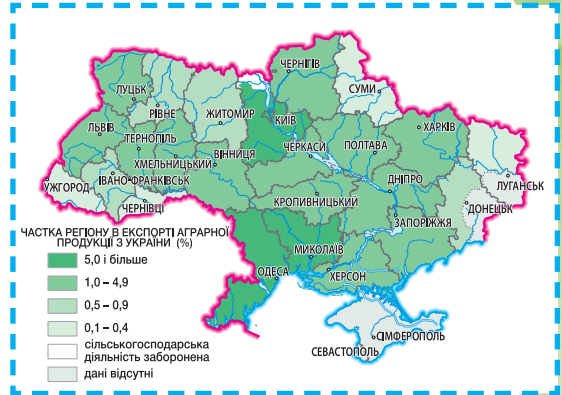 ЧЕРНІГІВ
ЛУЦЬК
СУМИ
РІВНЕ
ЖИТОМИР
КИЇВ
ХАРКІВ
ЛЬВІВ
ТЕРНОПІЛЬ
ПОЛТАВА
ЧЕРКАСИ
ВІННИЦЯ
ХМЕЛЬНИЦЬКИЙ
ІВАНО-ФРАНКІВСЬК
ДНІПРО
ЛУГАНСЬК
УЖГОРОД
КРОПИВНИЦЬКИЙ
ЧЕРНІВЦІ
ДОНЕЦЬК
ЗАПОРІЖЖЯ
ЧАСТКА РЕГІОНУ В ЕКСПОРТІ АГРАРНОЇ
ПРОДУКЦІЇ З УКРАЇНИ (%)
МИКОЛАЇВ
5,0 і більше
ОДЕСА
ХЕРСОН
1,0 – 4,9
0,5 – 0,9
0,1 – 0,4
СІМФЕРОПОЛЬ
сільськогосподарська
діяльність заборонена
СЕВАСТОПОЛЬ
дані відсутні